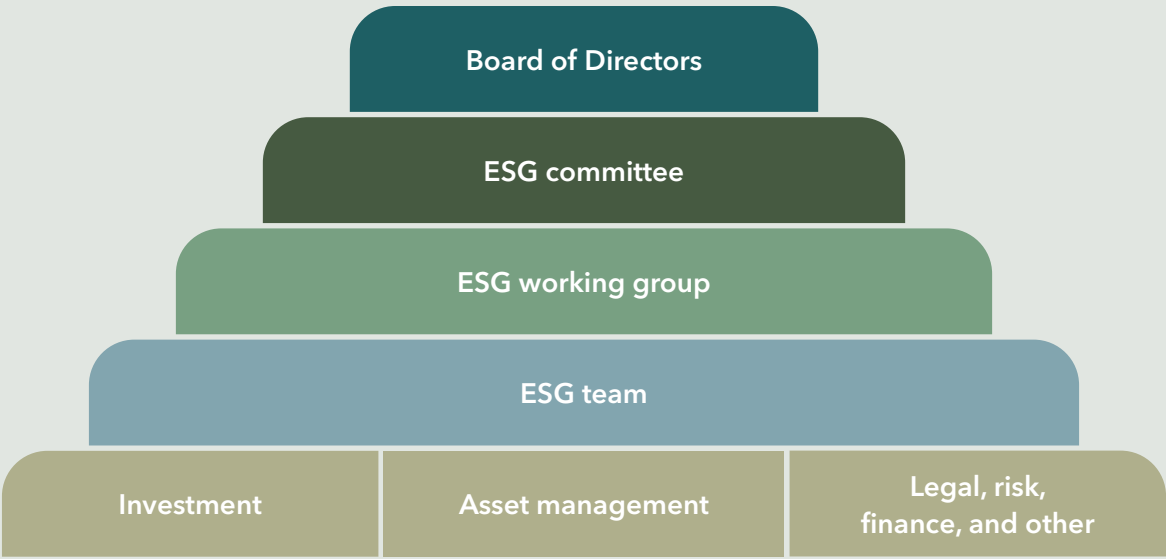 Board of Directors
ESG committee
ESG working group
ESG team
Investment
Asset management
Legal, risk,
finance, and other